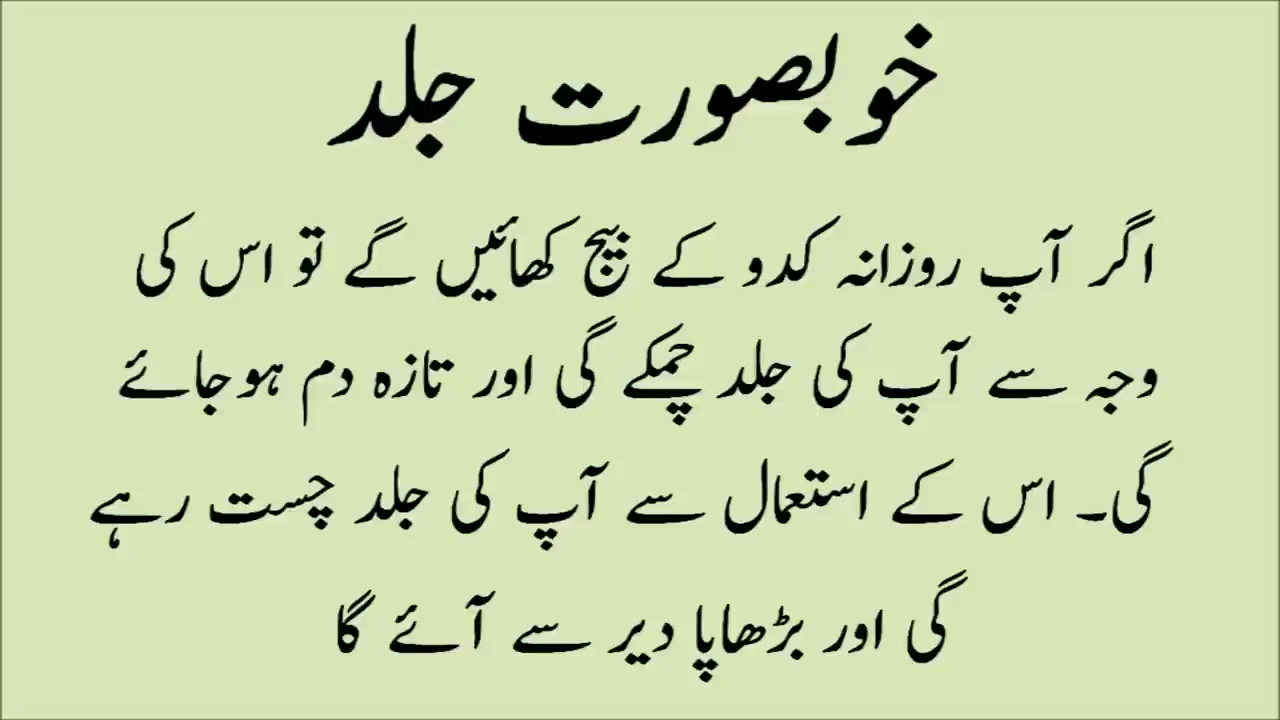 خوبصورت جلد
اگر آپ روزانہ کدو کے بیج کھائیں گے تو اس کی
وجہ سے آپ کی جلد چمکے گی اور تازہ دم ہوجائے
گی۔ اس کے استعمال سے آپ کی جلد چست رہے
گی اور بڑھاپا دیر سے آئے گا